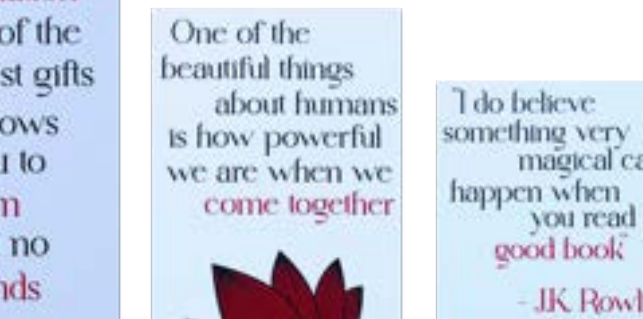 of the
st gifts
ows
u to
m
no
nds
One of the
beautiful things
about humans
is how powerful
we are when we
come together
"I do believe
something very
magical ca
happen when
you read
good book"
- J.K. Rowl